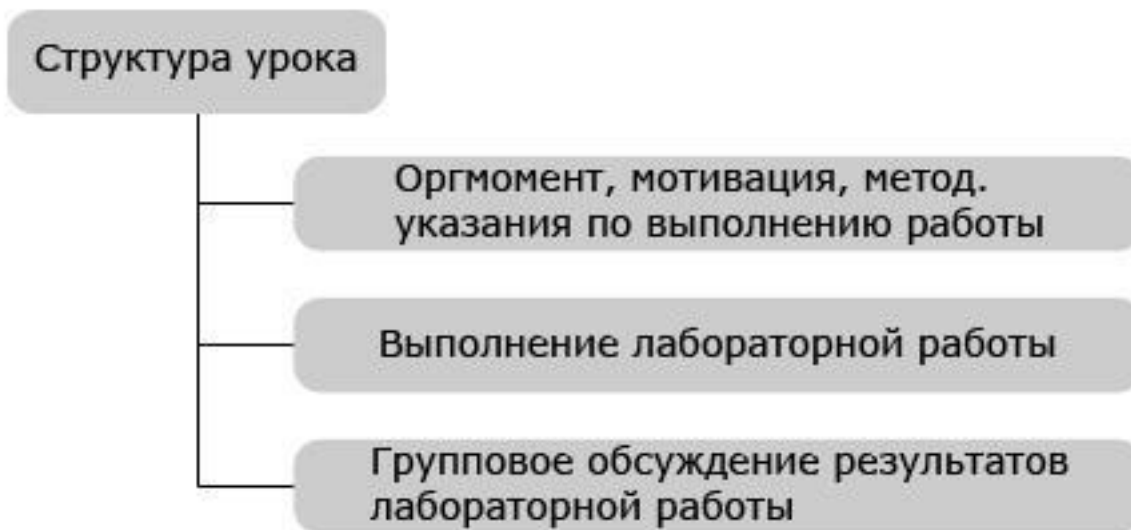 Структура урока
Оргмомент, мотивация, метод.
указания по выполнению работы
Выполнение лабораторной работы
Групповое обсуждение результатов
лабораторной работы